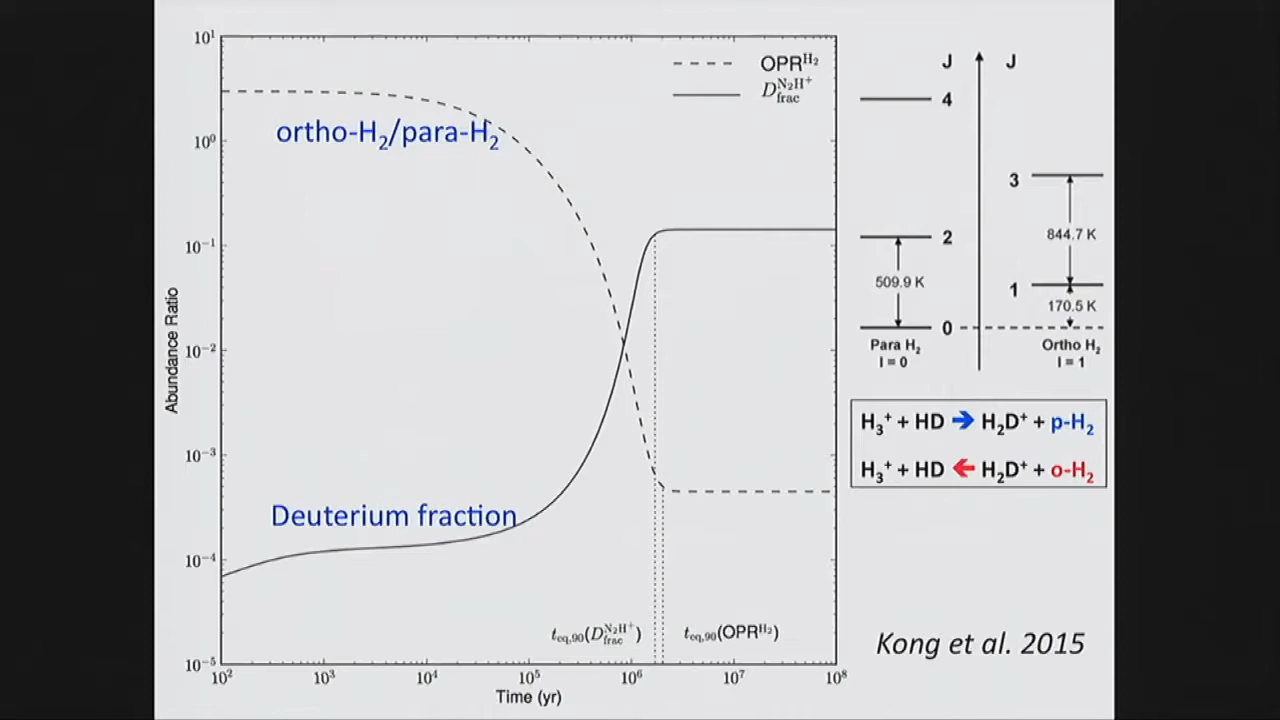 10¹
10⁰
10⁻¹
10⁻²
10⁻³
10⁻⁴
10⁻⁵
Abundance Ratio
OPR^H₂
D_frac^N₂H⁺
ortho-H₂/para-H₂
Deuterium fraction
t_eq,90(D_frac^N₂H⁺)
t_eq,90(OPR^H₂)
10² 10³ 10⁴ 10⁵ 10⁶ 10⁷ 10⁸
Time (yr)
J J
4
3
2
844.7 K
509.9 K
1
170.5 K
0
Para H₂
I = 0
Ortho H₂
I = 1
H₃⁺ + HD → H₂D⁺ + p-H₂
H₃⁺ + HD ← H₂D⁺ + o-H₂
Kong et al. 2015